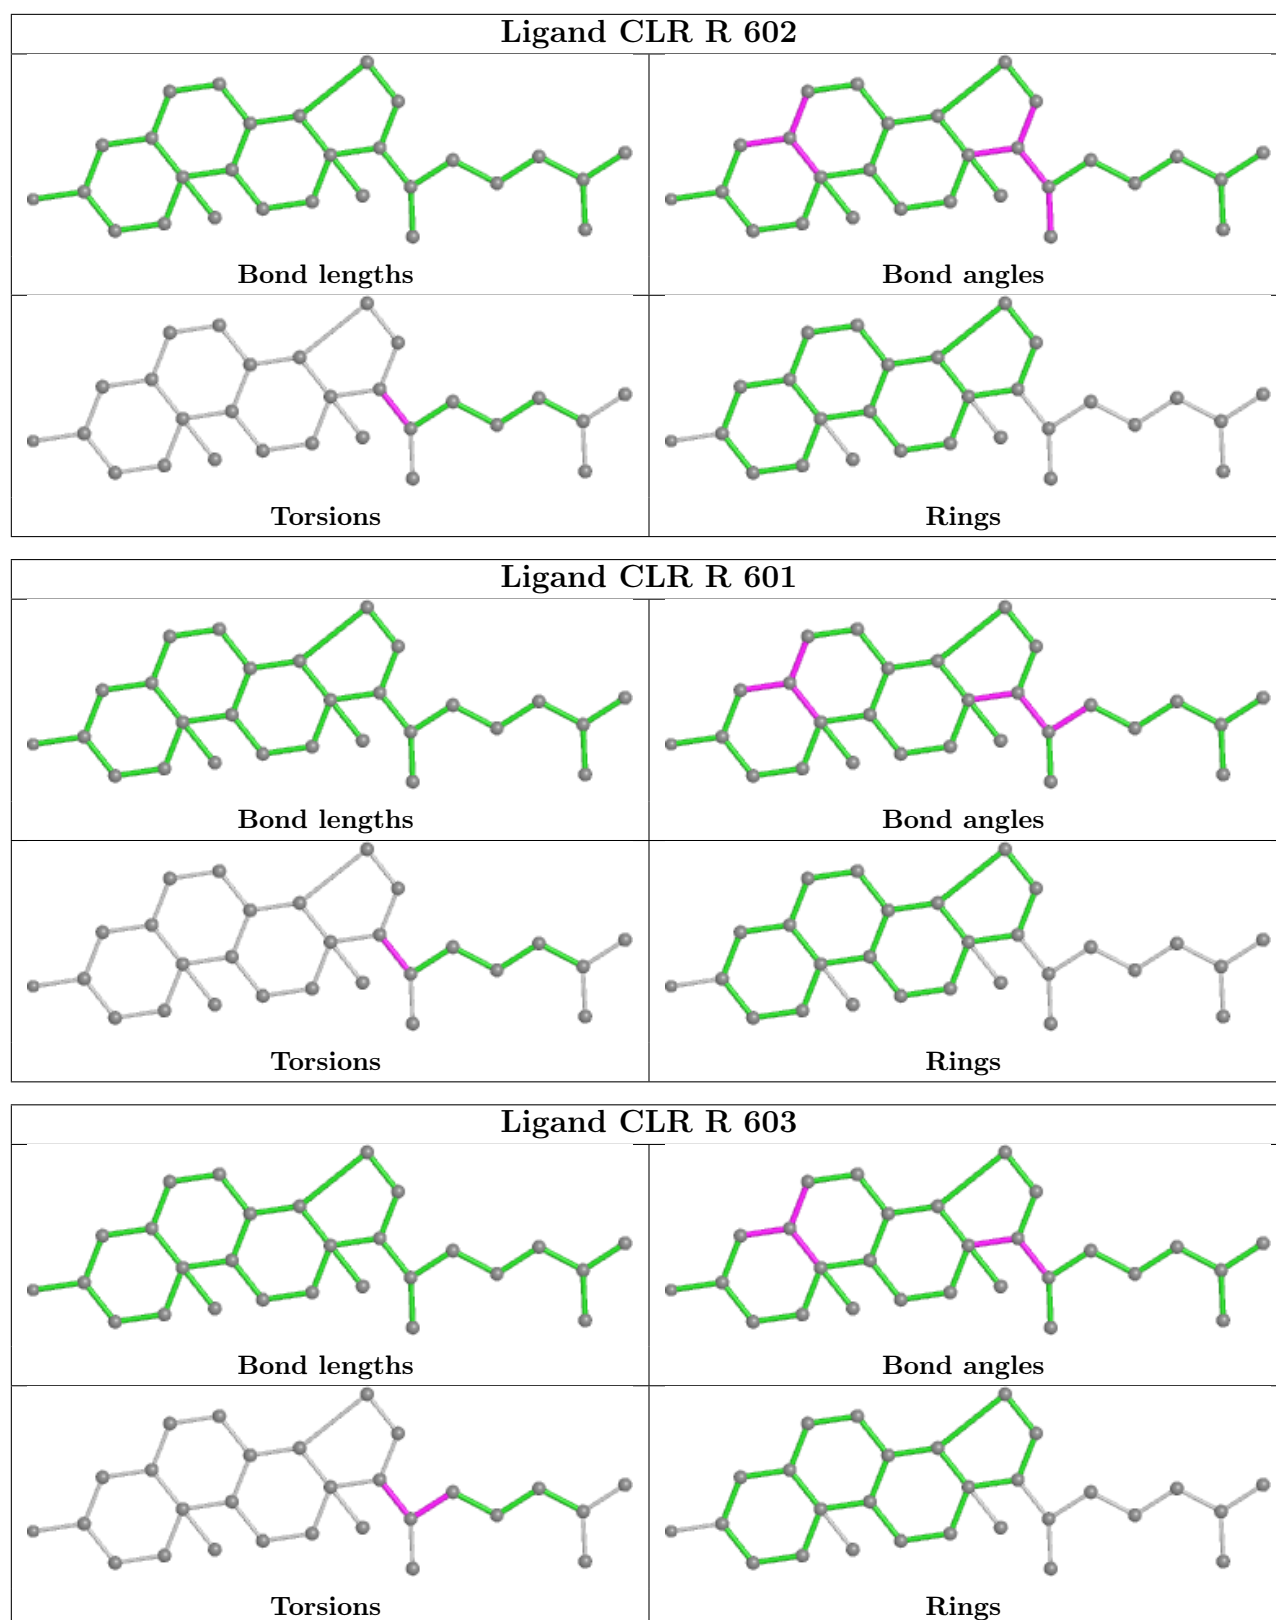 Ligand CLR R 602
Bond lengths
Bond angles
Torsions
Rings
Ligand CLR R 601
Bond lengths
Bond angles
Torsions
Rings
Ligand CLR R 603
Bond lengths
Bond angles
Torsions
Rings